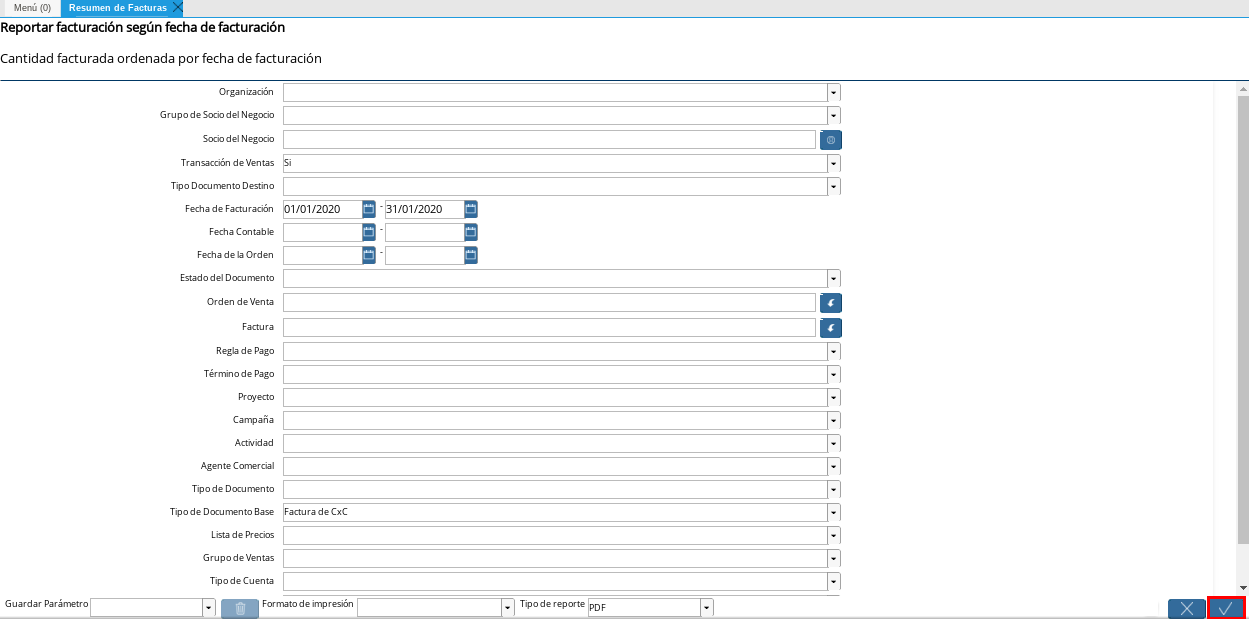 Menú (0) Resumen de Facturas
Reportar facturación según fecha de facturación
Cantidad facturada ordenada por fecha de facturación
Organización
Grupo de Socio del Negocio
Socio del Negocio
Transacción de Ventas Si
Tipo Documento Destino
Fecha de Facturación 01/01/2020 - 31/01/2020
Fecha Contable -
Fecha de la Orden -
Estado del Documento
Orden de Venta
Factura
Regla de Pago
Término de Pago
Proyecto
Campaña
Actividad
Agente Comercial
Tipo de Documento
Tipo de Documento Base Factura de CxC
Lista de Precios
Grupo de Ventas
Tipo de Cuenta
Guardar Parámetro Formato de impresión Tipo de reporte PDF